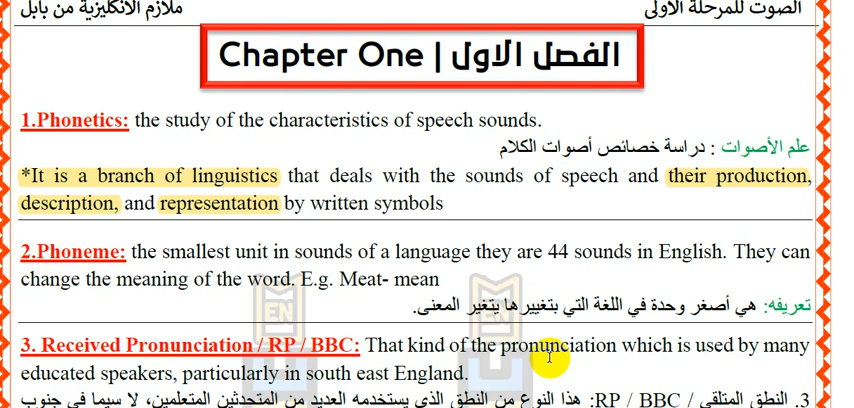 الصوت للمرحلة الاولى
ملازم الانكليزية من بابل
Chapter One | الفصل الاول
1.Phonetics: the study of the characteristics of speech sounds.
علم الأصوات : دراسة خصائص أصوات الكلام
*It is a branch of linguistics that deals with the sounds of speech and their production,
description, and representation by written symbols
2.Phoneme: the smallest unit in sounds of a language they are 44 sounds in English. They can
change the meaning of the word. E.g. Meat- mean
تعريفه: هي أصغر وحدة في اللغة التي بتغييرها يتغير المعنى.
3. Received Pronunciation / RP / BBC: That kind of the pronunciation which is used by many
educated speakers, particularly in south east England.
3. النطق المتلقي / RP / BBC: هذا النوع من النطق الذي يستخدمه العديد من المتحدثين المتعلمين، لا سيما في جنوب
EN
EN